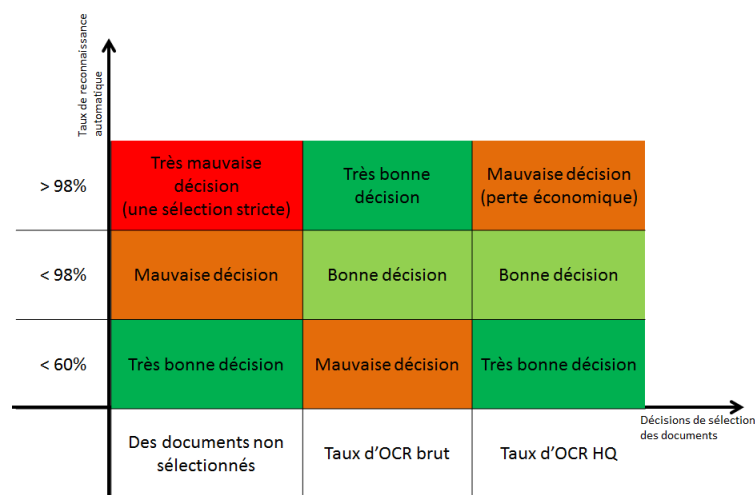 Taux de reconnaissance
automatique
> 98%
Très mauvaise
décision
(une sélection stricte)
Très bonne
décision
Mauvaise décision
(perte économique)
< 98%
Mauvaise décision
Bonne décision
Bonne décision
< 60%
Très bonne décision
Mauvaise décision
Très bonne décision
Décisions de sélection
des documents
Des documents non
sélectionnés
Taux d'OCR brut
Taux d'OCR HQ